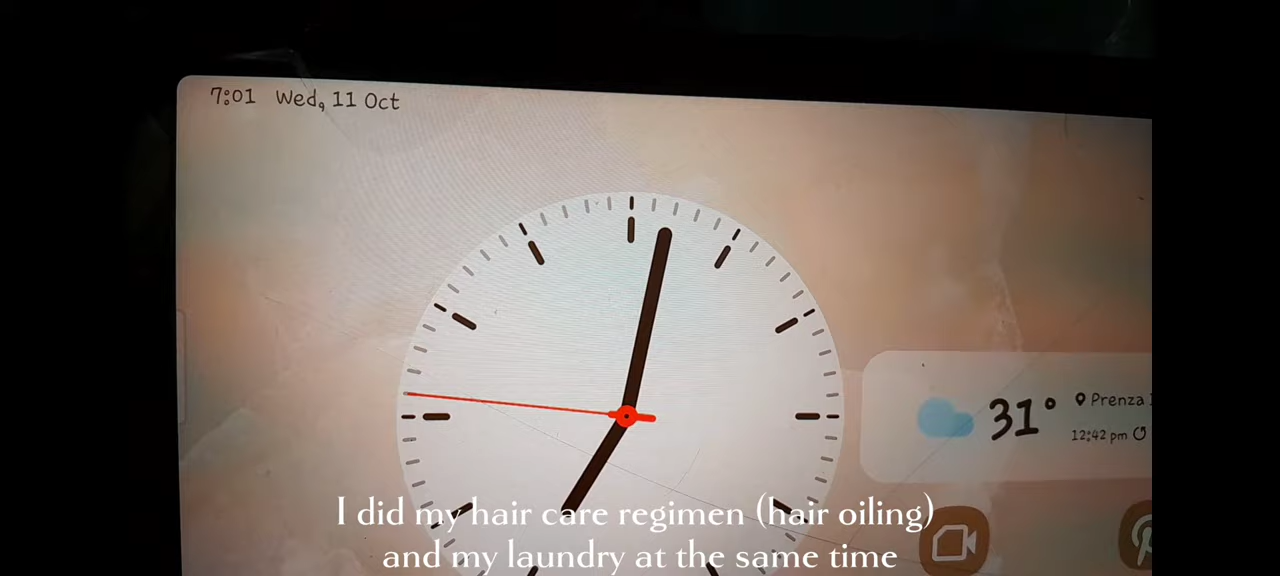 7:01 Wed, 11 Oct
31°
Prenza
12:42 pm
I did my hair care regimen (hair oiling)
and my laundry at the same time